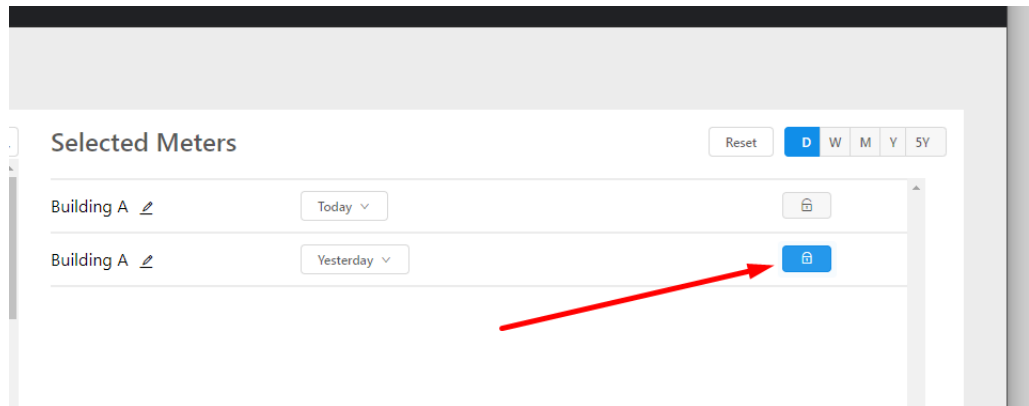 Selected Meters
Reset D W M Y 5Y
Building A Today
Building A Yesterday